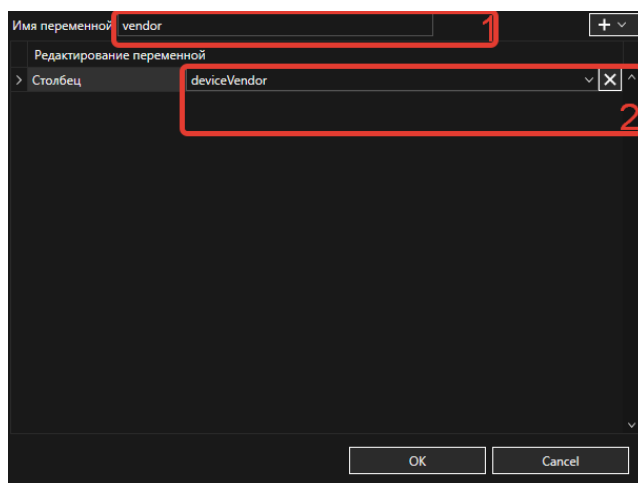 Имя переменной vendor 1
Редактирование переменной
Столбец deviceVendor
2
OK Cancel